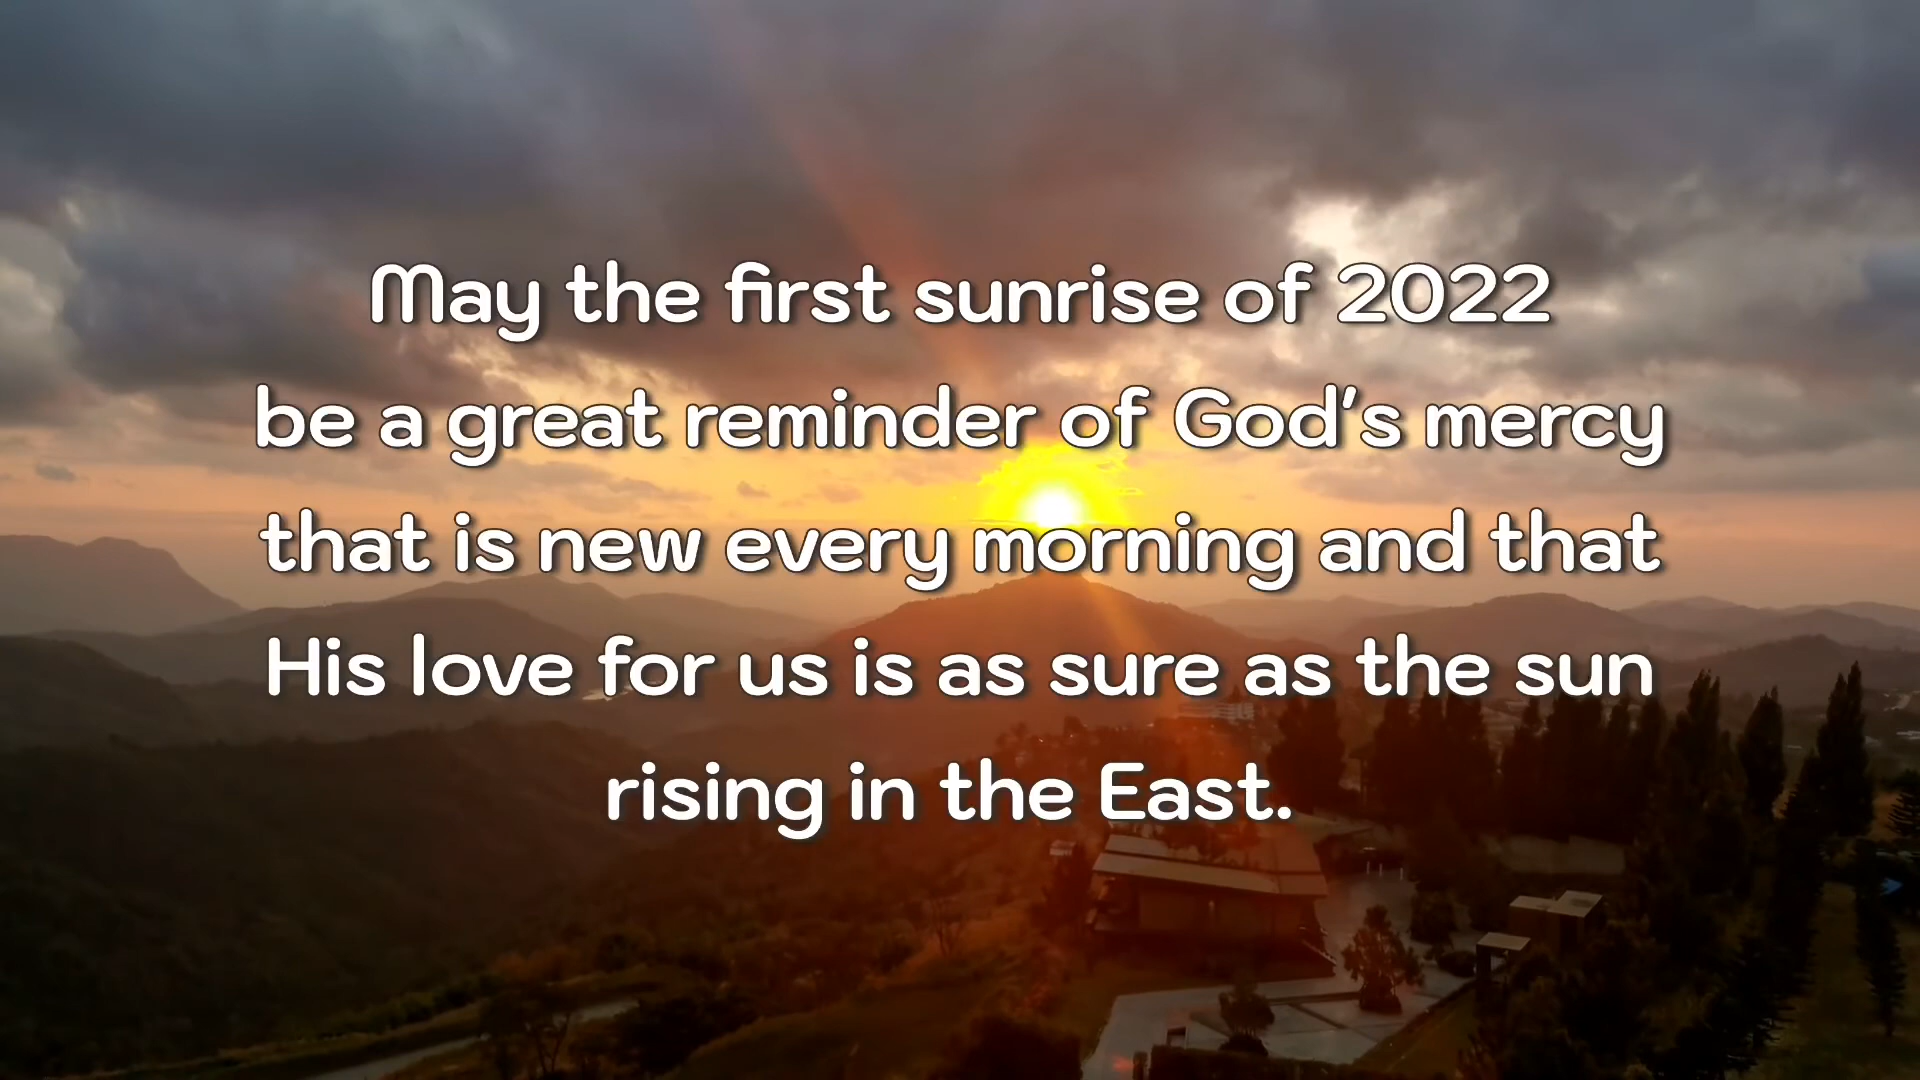 May the first sunrise of 2022
be a great reminder of God's mercy
that is new every morning and that
His love for us is as sure as the sun
rising in the East.